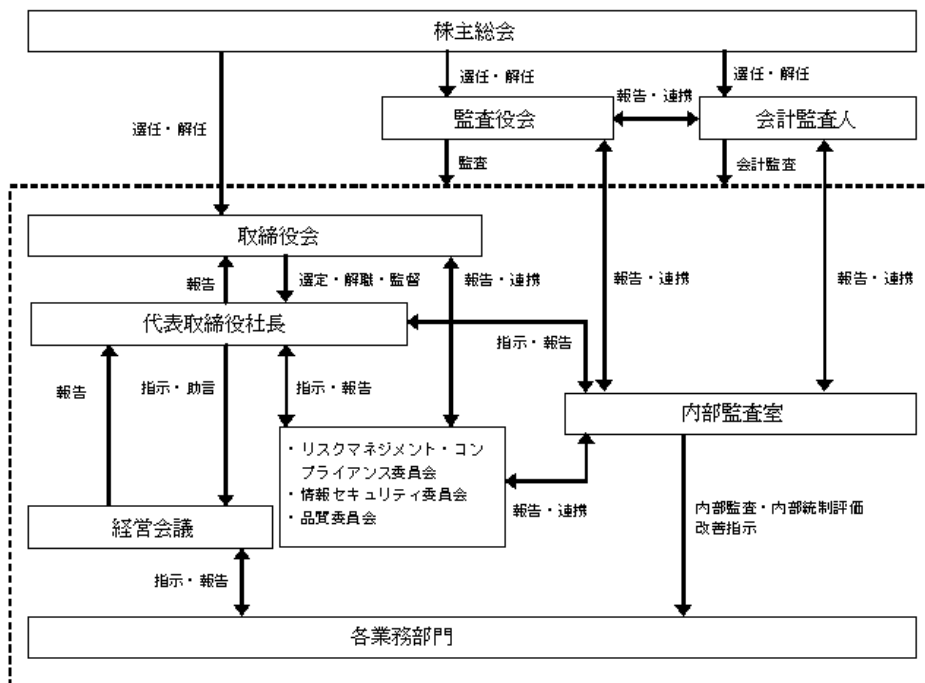 株主総会
選任・解任
選任・解任
選任・解任
報告・連携
監査役会
会計監査人
監査
会計監査
取締役会
報告
選定・解職・監督
報告・連携
報告・連携
報告・連携
代表取締役社長
指示・報告
報告
指示・助言
指示・報告
内部監査室
・リスクマネジメント・コン
プライアンス委員会
・情報セキュリティ委員会
・品質委員会
報告・連携
内部監査・内部統制評価
改善指示
経営会議
指示・報告
各業務部門